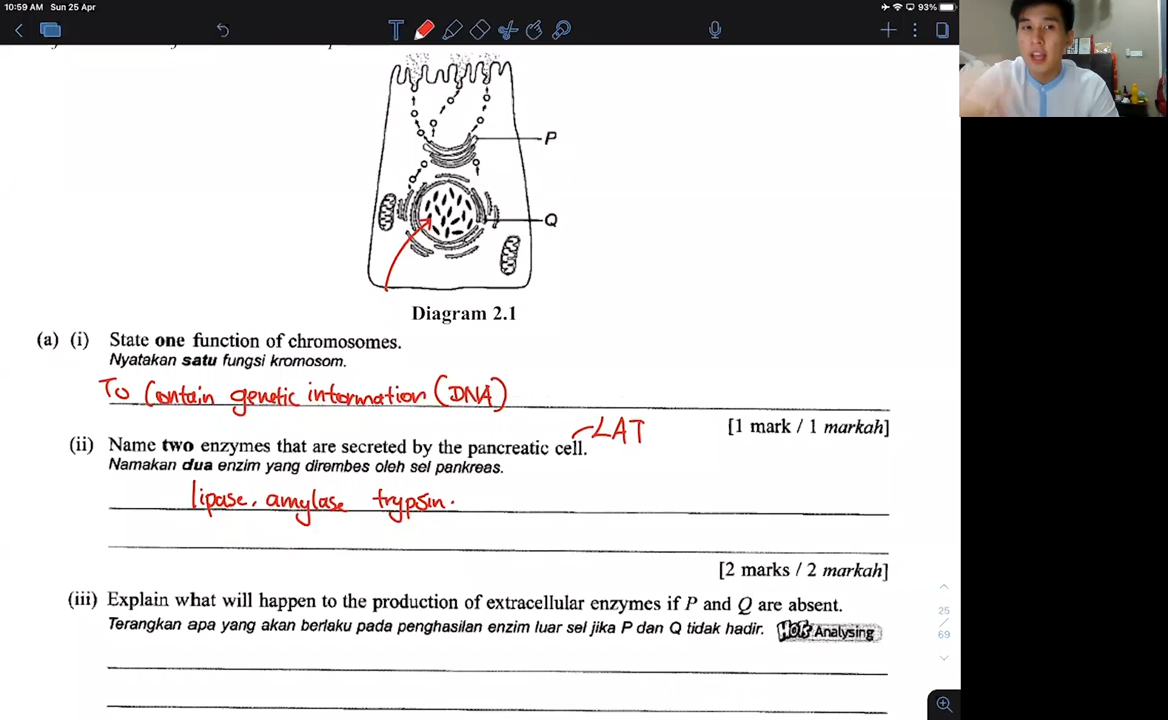 10:59 AM Sun 25 Apr
93%
P
Q
Diagram 2.1
(a) (i) State one function of chromosomes.
Nyatakan satu fungsi kromosom.
To Contain genetic information (DNA)
[1 mark / 1 markah]
LAT
(ii) Name two enzymes that are secreted by the pancreatic cell.
Namakan dua enzim yang dirembes oleh sel pankreas.
lipase, amylase trypsin.
[2 marks / 2 markah]
(iii) Explain what will happen to the production of extracellular enzymes if P and Q are absent.
Terangkan apa yang akan berlaku pada penghasilan enzim luar sel jika P dan Q tidak hadir. HOTS Analysing
25
/
69